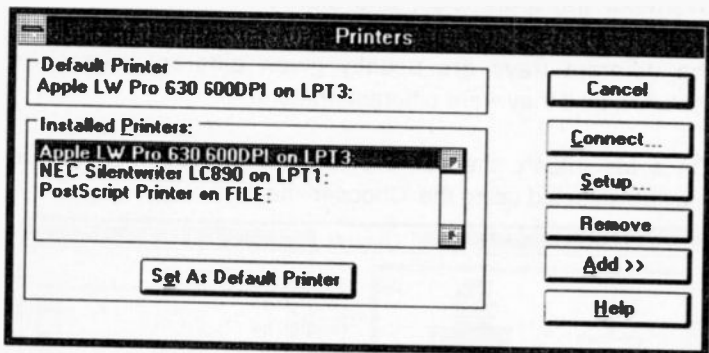 Printers
Default Printer
Apple LW Pro 630 600DPI on LPT3:
Installed Printers:
Apple LW Pro 630 600DPI on LPT3:
NEC Silentwriter LC890 on LPT1:
PostScript Printer on FILE:
Set As Default Printer
Cancel
Connect...
Setup...
Remove
Add >>
Help